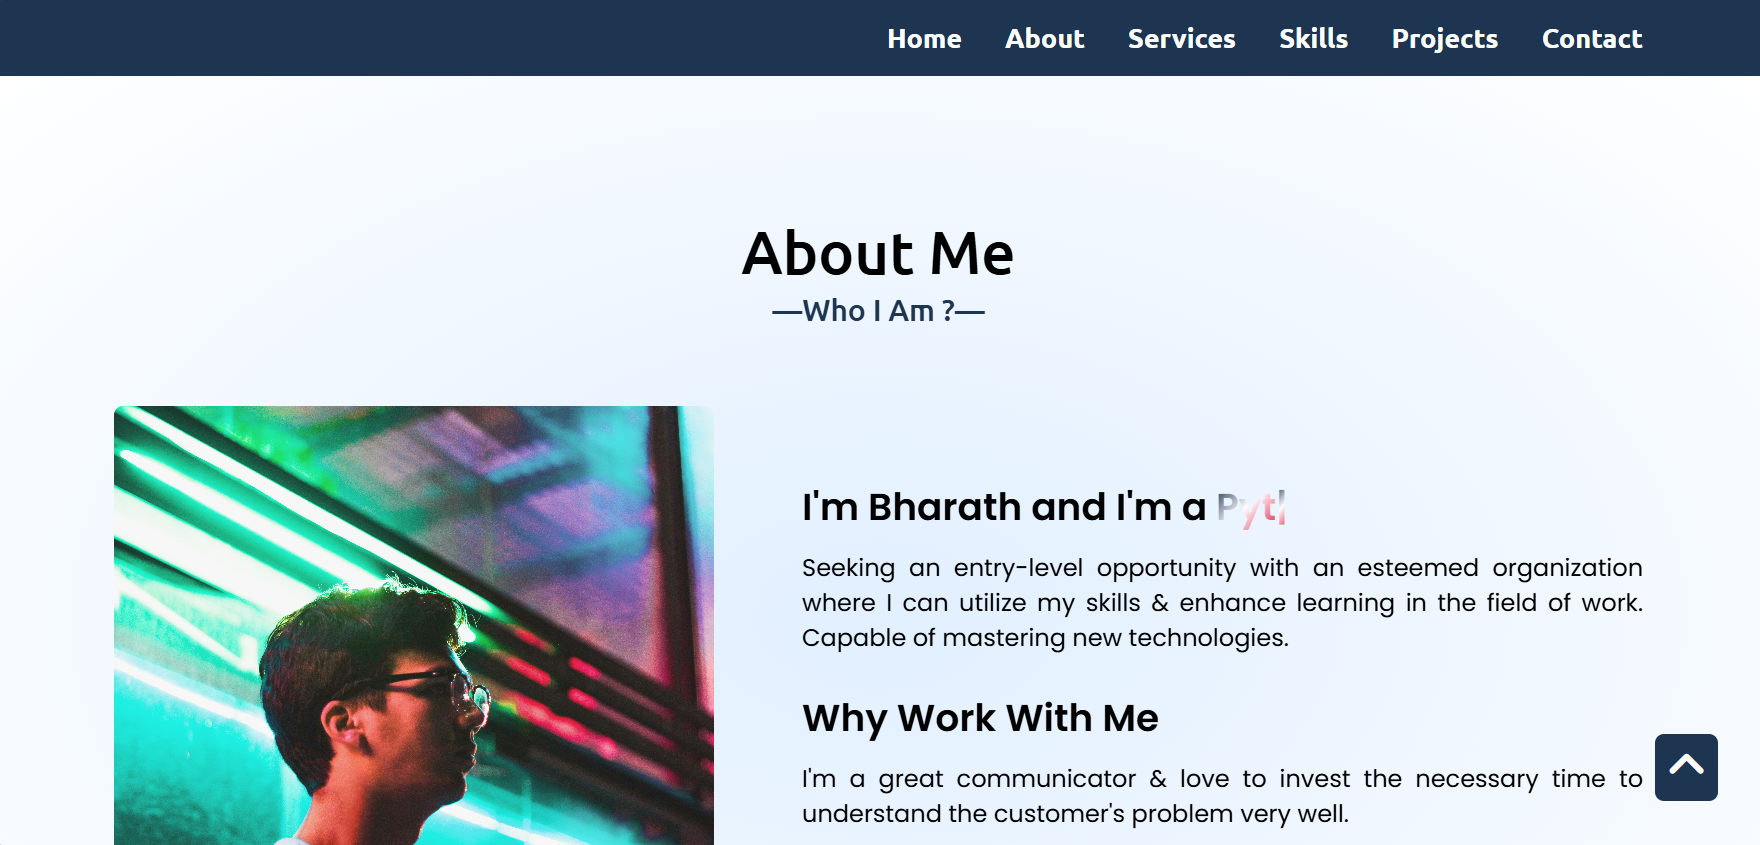 Home About Services Skills Projects Contact
About Me
—Who I Am ?—
I'm Bharath and I'm a Pyt|
Seeking an entry-level opportunity with an esteemed organization
where I can utilize my skills & enhance learning in the field of work.
Capable of mastering new technologies.
Why Work With Me
I'm a great communicator & love to invest the necessary time to
understand the customer's problem very well.